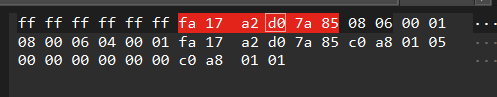 ff ff ff ff ff ff fa 17 a2 d0 7a 85 08 06 00 01 ...
08 00 06 04 00 01 fa 17 a2 d0 7a 85 c0 a8 01 05 ...
00 00 00 00 00 00 c0 a8 01 01 ...